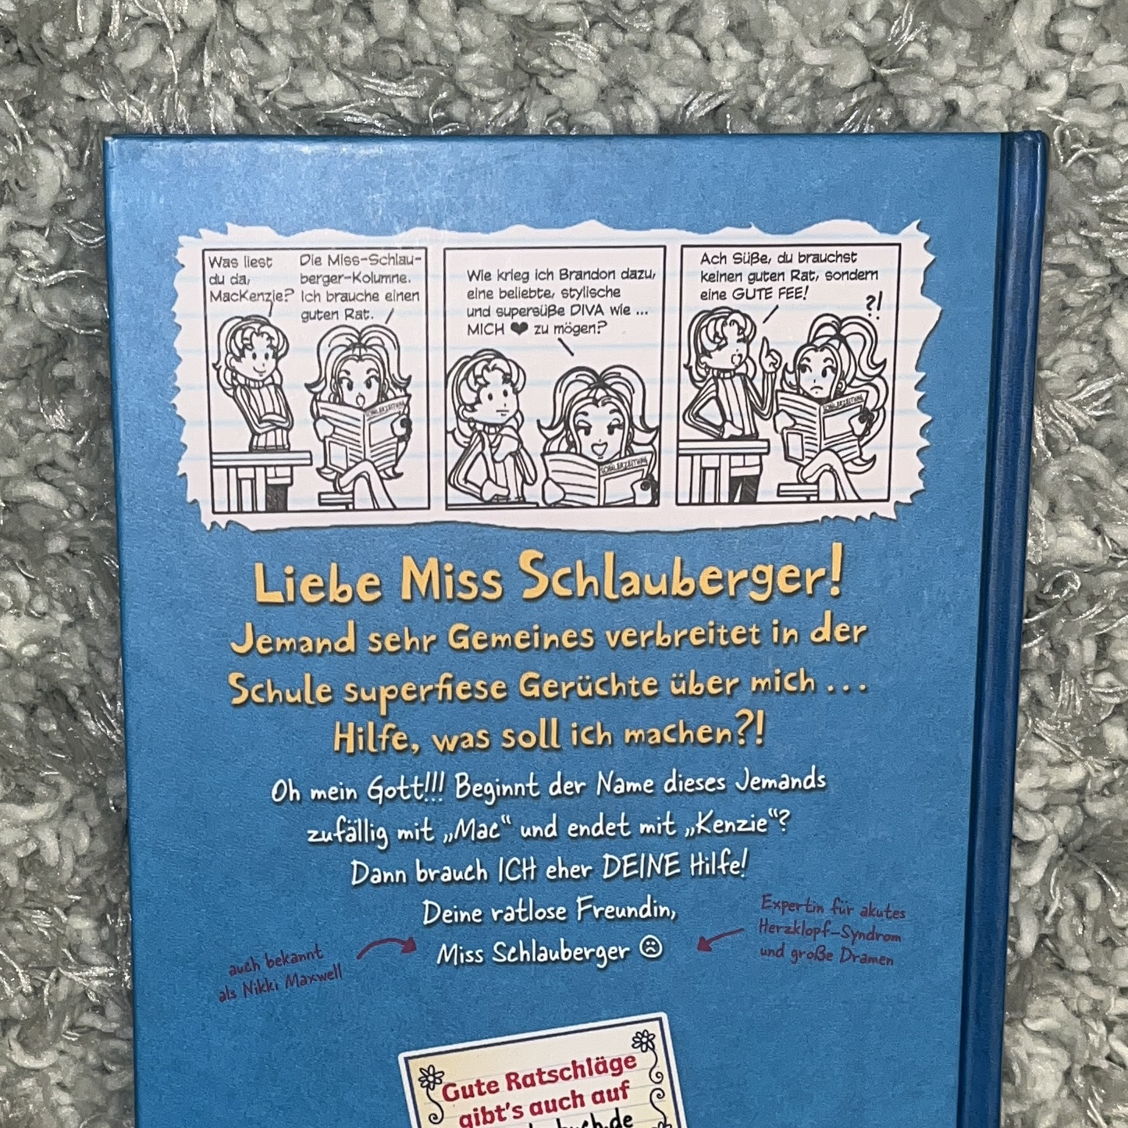 Was liest
du da,
MacKenzie?
Die Miss-Schlau-
berger-Kolumne.
Ich brauche einen
guten Rat.
SCHÜLERZEITUNG
Wie krieg ich Brandon dazu,
eine beliebte, stylische
und supersüße DIVA wie ...
MICH ♥ zu mögen?
SCHÜLERZEITUNG
Ach Süße, du brauchst
keinen guten Rat, sondern
eine GUTE FEE!
?!
SCHÜLERZEITUNG
Liebe Miss Schlauberger!
Jemand sehr Gemeines verbreitet in der
Schule superfiese Gerüchte über mich ...
Hilfe, was soll ich machen?!
Oh mein Gott!!! Beginnt der Name dieses Jemands
zufällig mit „Mac“ und endet mit „Kenzie“?
Dann brauch ICH eher DEINE Hilfe!
Deine ratlose Freundin,
Miss Schlauberger ☹
auch bekannt
als Nikki Maxwell
Expertin für akutes
Herzklopf-Syndrom
und große Dramen
Gute Ratschläge
gibt's auch auf